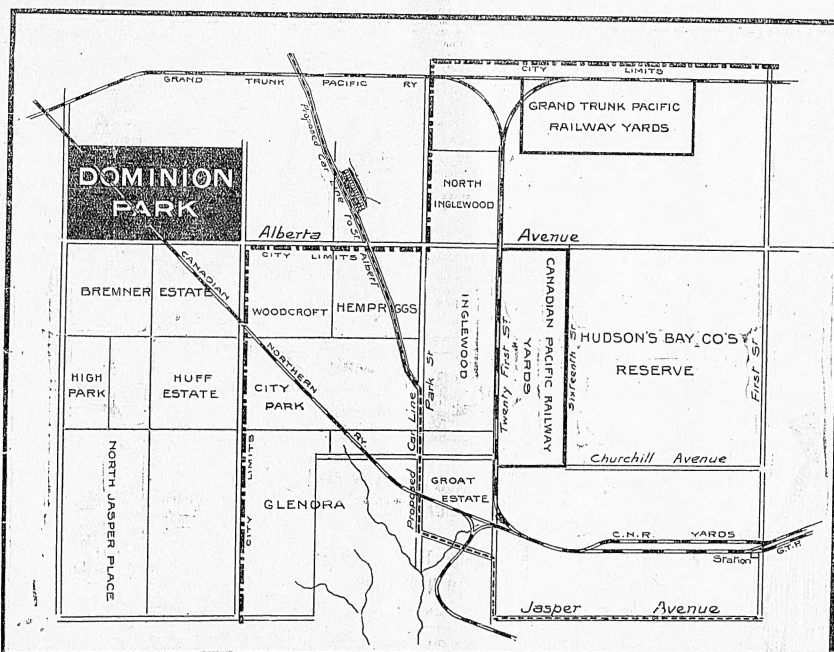 CITY LIMITS
GRAND TRUNK PACIFIC RY
GRAND TRUNK PACIFIC
RAILWAY YARDS
Proposed Car Line to St Albert
DOMINION
PARK
NORTH
INGLEWOOD
Alberta Avenue
CITY LIMITS
CANADIAN NORTHERN RY.
BREMNER ESTATE
WOODCROFT
HEMPRIGGS
INGLEWOOD
Park St
Twenty First St
CANADIAN PACIFIC RAILWAY
YARDS
Sixteenth St
HUDSON'S BAY CO'S
RESERVE
First St
HIGH
PARK
HUFF
ESTATE
CITY
PARK
Proposed Car Line
Churchill Avenue
NORTH JASPER PLACE
CITY LIMITS
GLENORA
GROAT
ESTATE
C.N.R. YARDS
Station
G.T.P.
Jasper Avenue